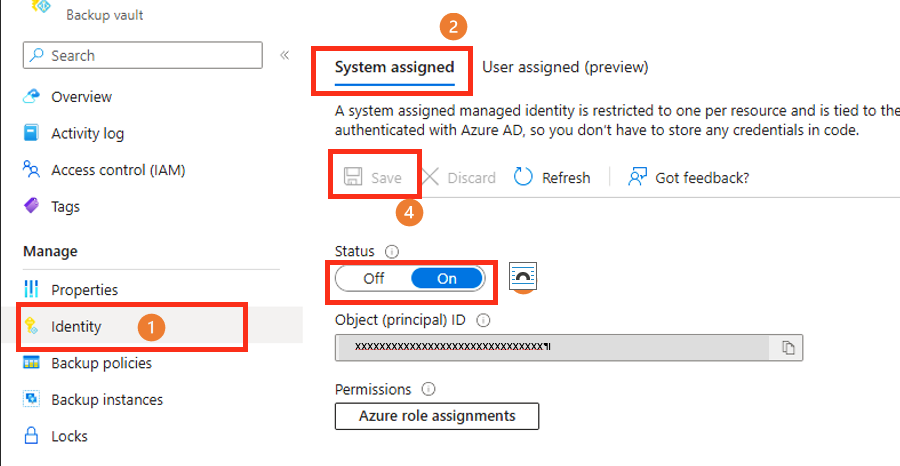 Backup vault
Search
«
Overview
Activity log
Access control (IAM)
Tags
Manage
Properties
Identity 1
Backup policies
Backup instances
Locks
2
System assigned User assigned (preview)
A system assigned managed identity is restricted to one per resource and is tied to the
authenticated with Azure AD, so you don't have to store any credentials in code.
Save Discard Refresh Got feedback?
4
Status
Off On
Object (principal) ID
Permissions
Azure role assignments